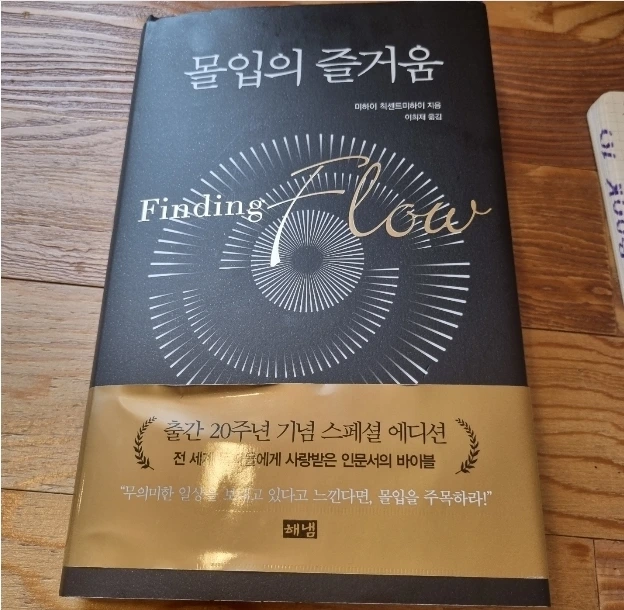 몰입의 즐거움
미하이 칙센트미하이 지음
이희재 옮김
Finding Flow
출간 20주년 기념 스페셜 에디션
전 세계 에게 사랑받은 인문서의 바이블
“무의미한 일상을 보내고 있다고 느낀다면, 몰입을 주목하라!”
해냄